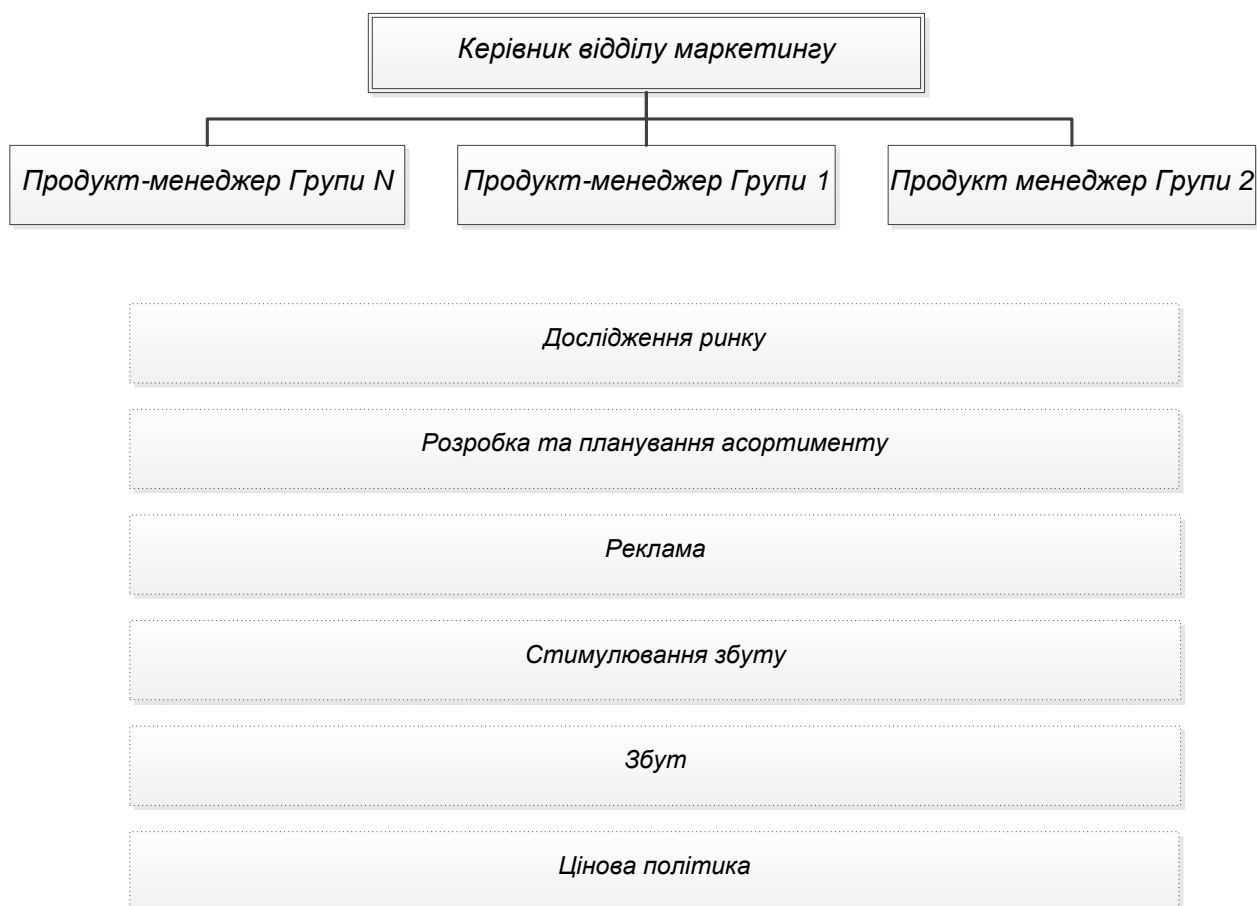 Керівник відділу маркетингу
Продукт-менеджер Групи N
Продукт-менеджер Групи 1
Продукт менеджер Групи 2
Дослідження ринку
Розробка та планування асортименту
Реклама
Стимулювання збуту
Збут
Цінова політика